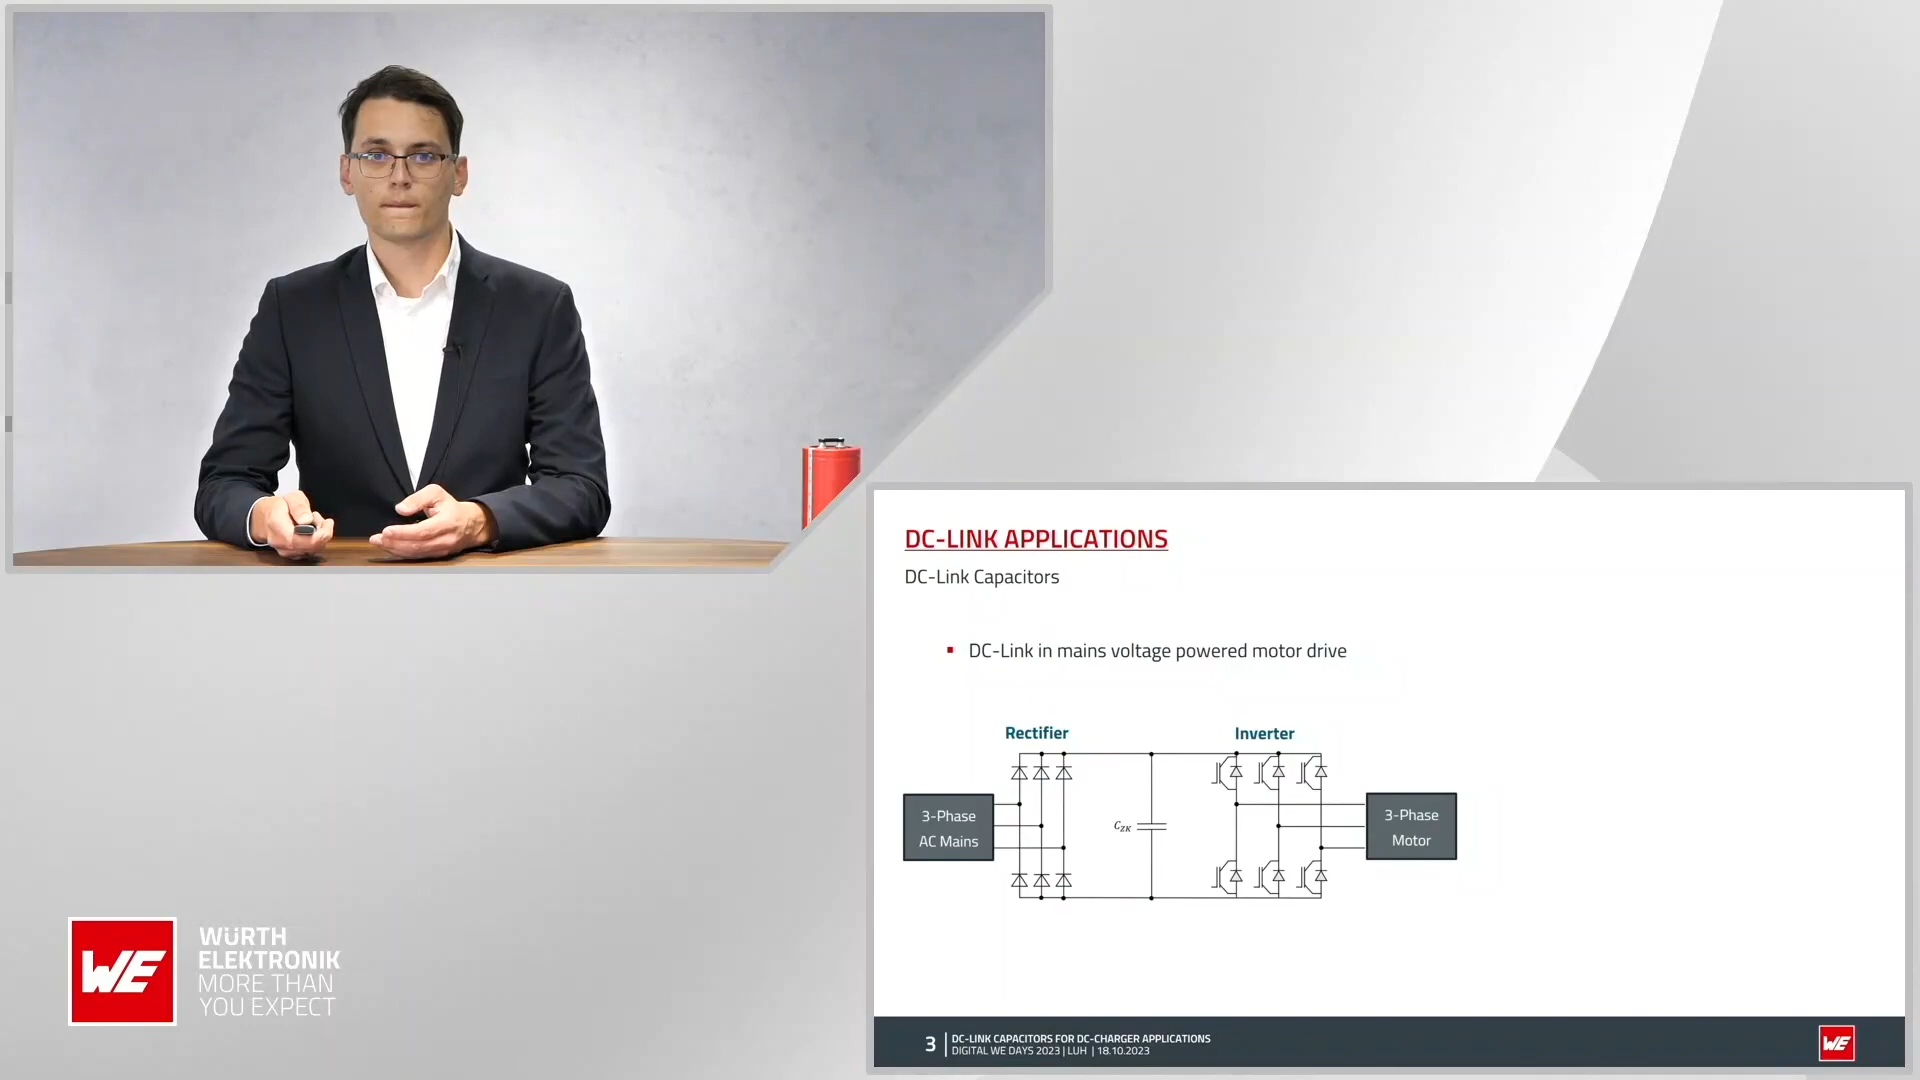 DC-LINK APPLICATIONS
DC-Link Capacitors
▪ DC-Link in mains voltage powered motor drive
Rectifier
Inverter
3-Phase
AC Mains
C_ZK
3-Phase
Motor
3
DC-LINK CAPACITORS FOR DC-CHARGER APPLICATIONS
DIGITAL WE DAYS 2023 | LUH | 18.10.2023
WE
WE
WÜRTH
ELEKTRONIK
MORE THAN
YOU EXPECT